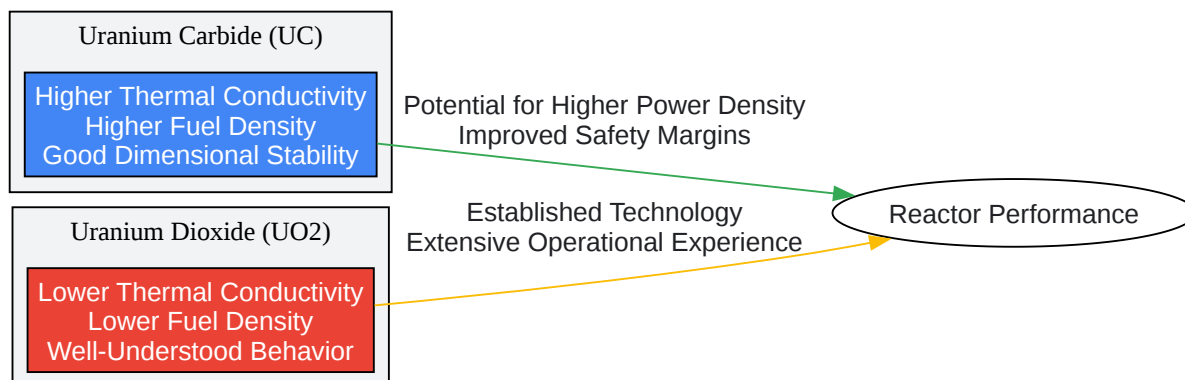 Uranium Carbide (UC)
Higher Thermal Conductivity
Higher Fuel Density
Good Dimensional Stability
Potential for Higher Power Density
Improved Safety Margins
Reactor Performance
Uranium Dioxide (UO2)
Lower Thermal Conductivity
Lower Fuel Density
Well-Understood Behavior
Established Technology
Extensive Operational Experience